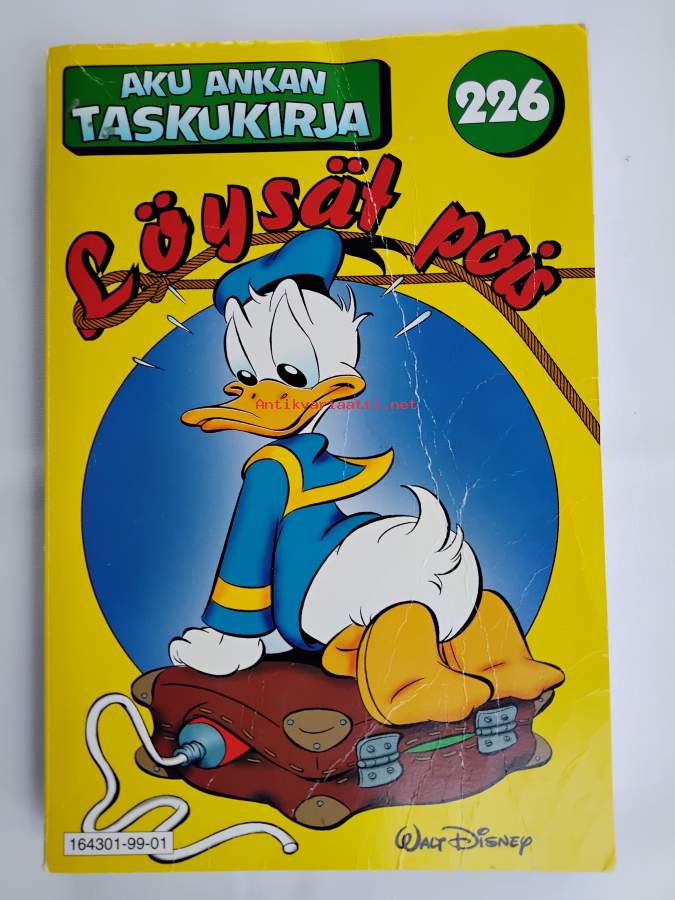 AKU ANKAN
TASKUKIRJA
226
Löysät pois
Antikvariaatti.net
164301-99-01
WALT DISNEY